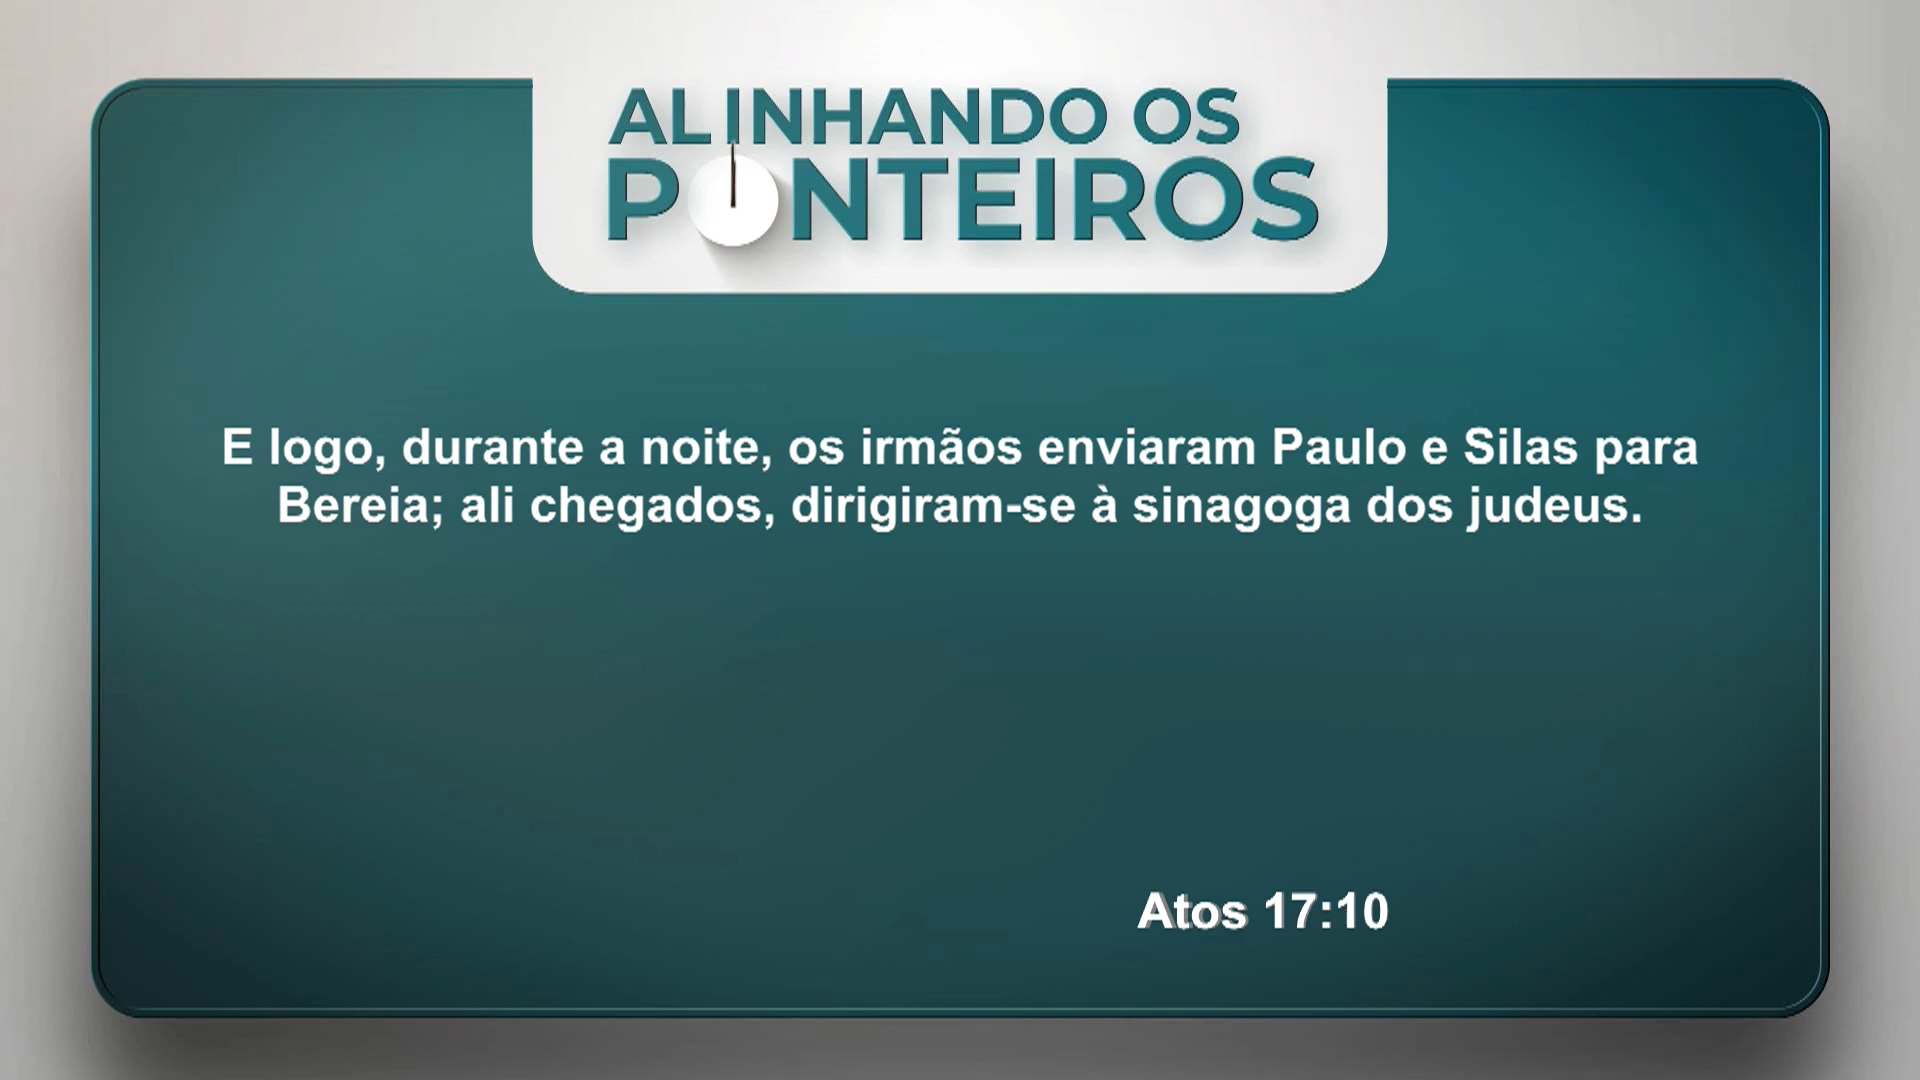 ALINHANDO OS
PONTEIROS
E logo, durante a noite, os irmãos enviaram Paulo e Silas para
Bereia; ali chegados, dirigiram-se à sinagoga dos judeus.
Atos 17:10